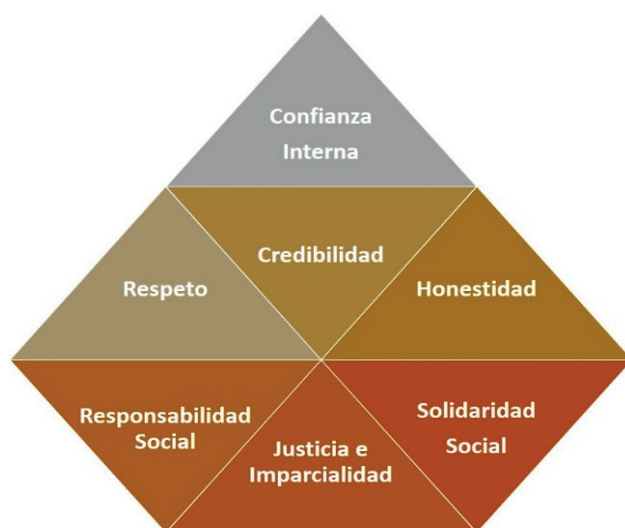 Confianza
Interna
Credibilidad
Respeto
Honestidad
Responsabilidad
Social
Justicia e
Imparcialidad
Solidaridad
Social